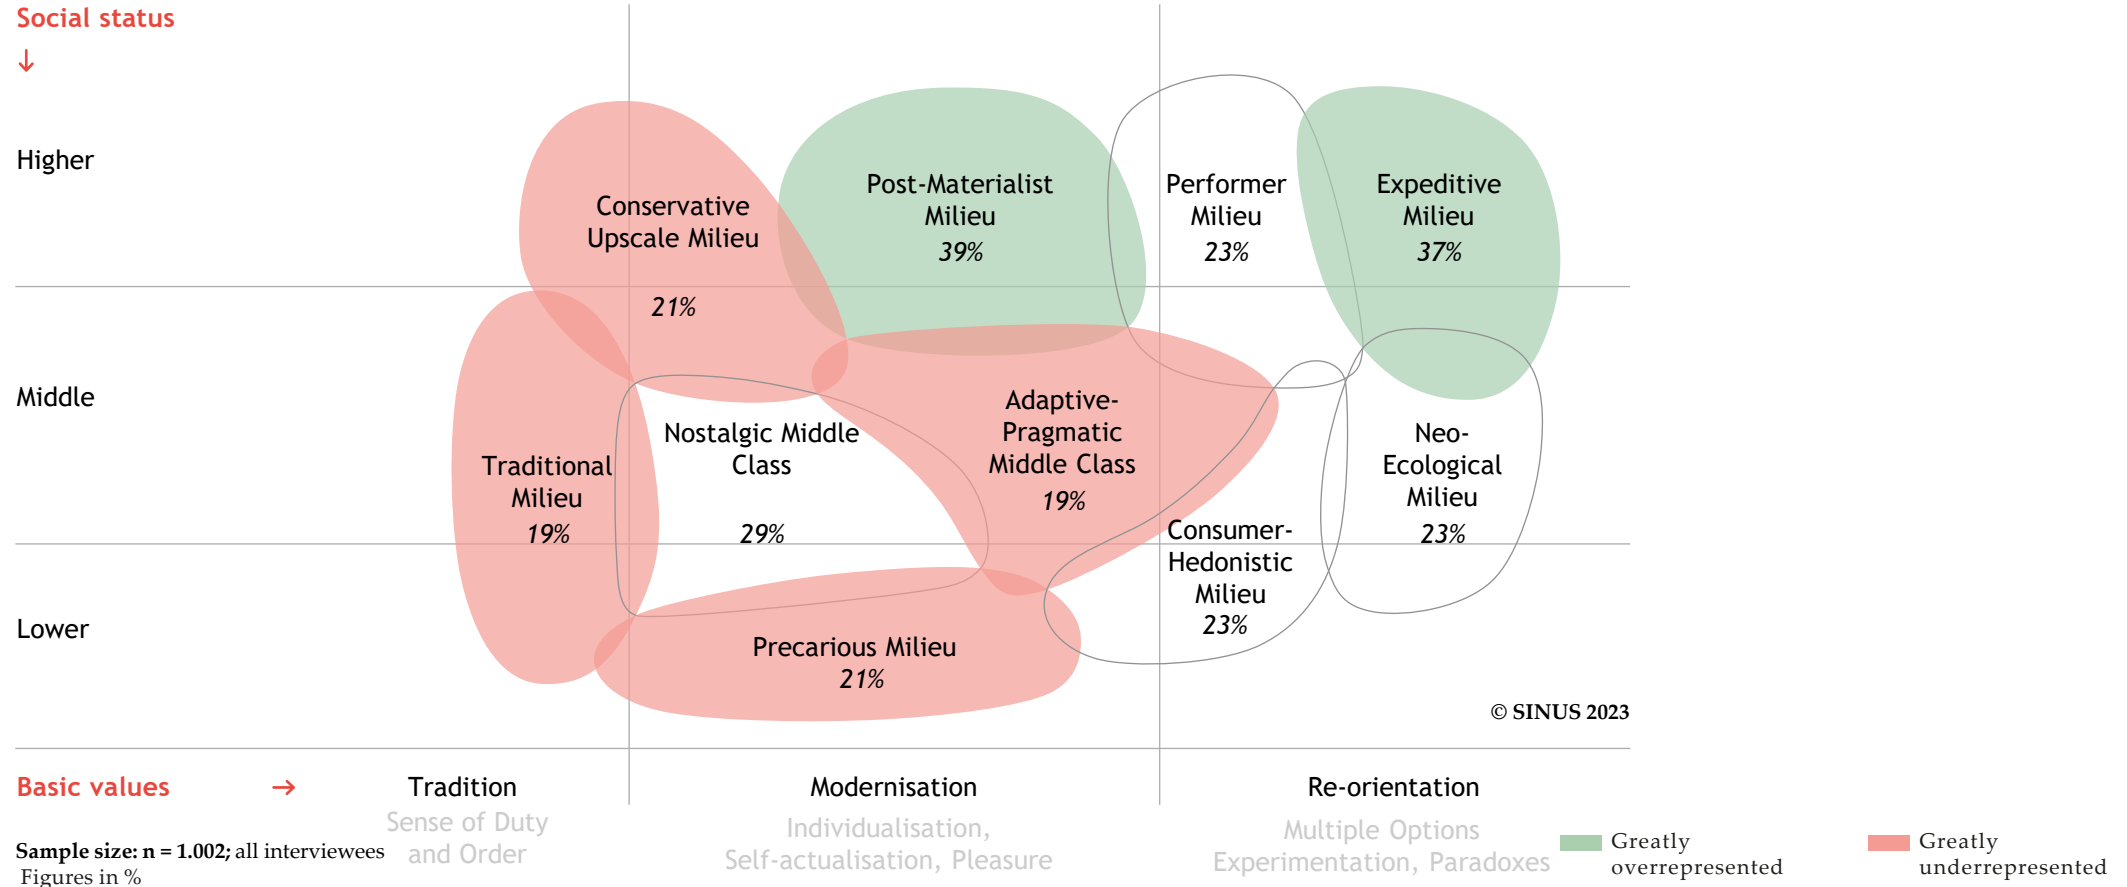 Social status
↓
Higher
Middle
Lower
Conservative
Upscale Milieu
21%
Post-Materialist
Milieu
39%
Performer
Milieu
23%
Expeditive
Milieu
37%
Traditional
Milieu
19%
Nostalgic Middle
Class
29%
Adaptive-
Pragmatic
Middle Class
19%
Consumer-
Hedonistic
Milieu
23%
Neo-
Ecological
Milieu
23%
Precarious Milieu
21%
© SINUS 2023
Basic values →
Tradition
Sense of Duty
and Order
Modernisation
Individualisation,
Self-actualisation, Pleasure
Re-orientation
Multiple Options
Experimentation, Paradoxes
Sample size: n = 1.002; all interviewees
Figures in %
Greatly
overrepresented
Greatly
underrepresented